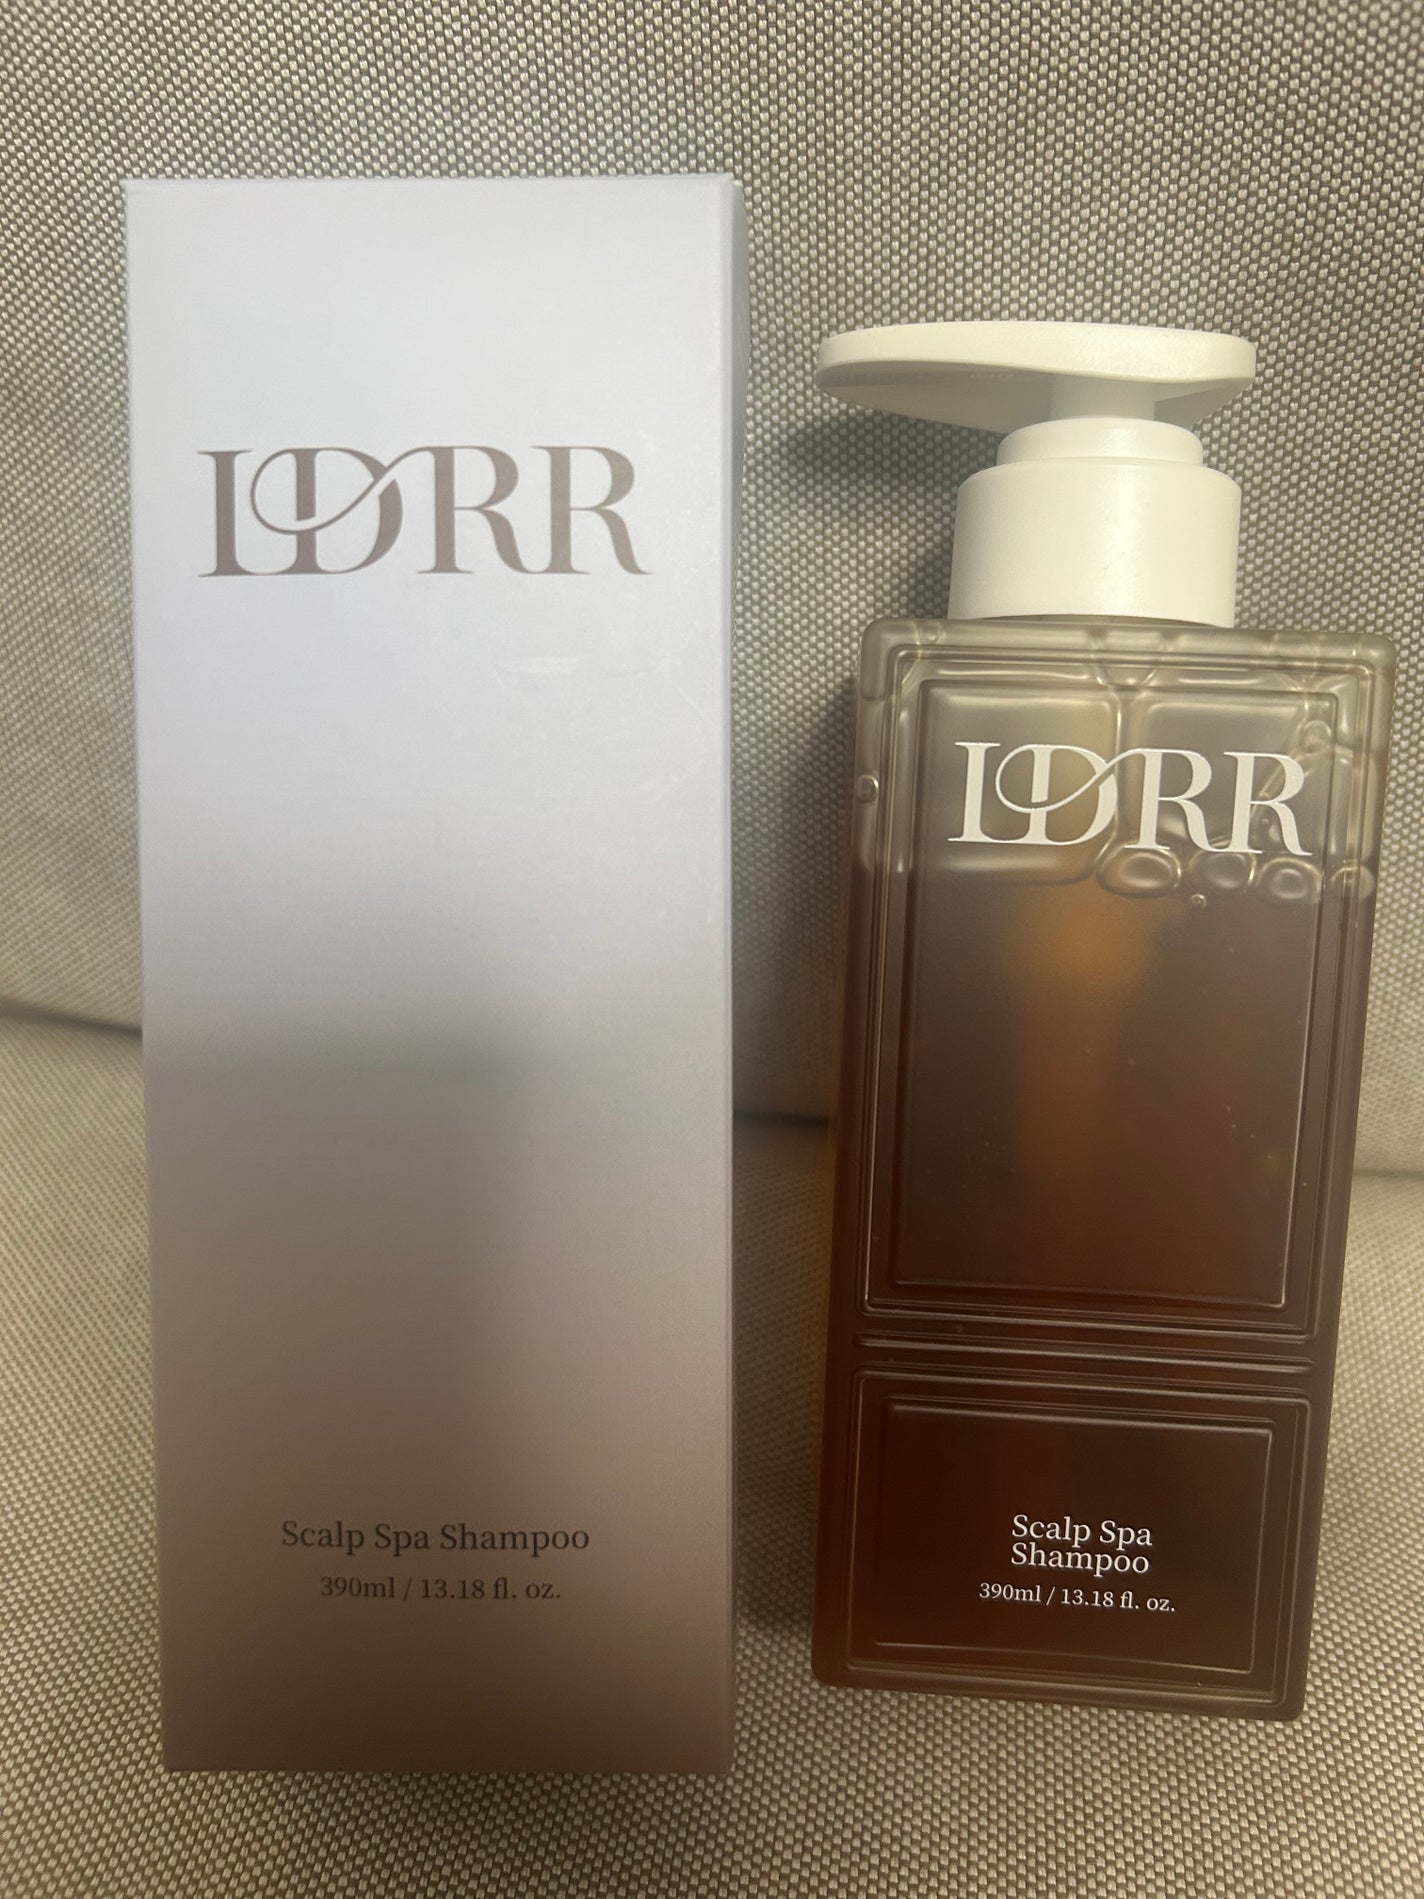 LDRR
Scalp Spa Shampoo
390ml / 13.18 fl. oz.
LDRR
Scalp Spa
Shampoo
390ml / 13.18 fl. oz.